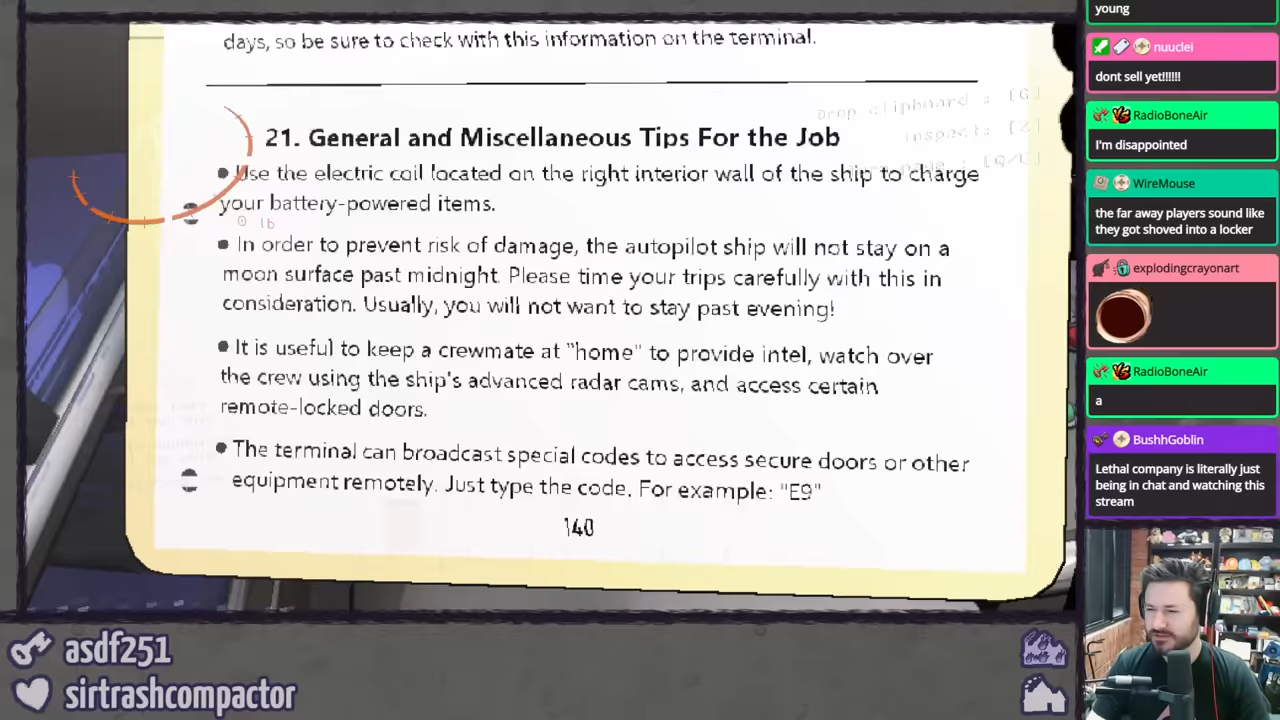 days, so be sure to check with this information on the terminal.
Drop clipboard : [G]
Inspect: [Z]
[Q/E]
21. General and Miscellaneous Tips For the Job
• Use the electric coil located on the right interior wall of the ship to charge
your battery-powered items.
0 lb
• In order to prevent risk of damage, the autopilot ship will not stay on a
moon surface past midnight. Please time your trips carefully with this in
consideration. Usually, you will not want to stay past evening!
• It is useful to keep a crewmate at "home" to provide intel, watch over
the crew using the ship's advanced radar cams, and access certain
remote-locked doors.
• The terminal can broadcast special codes to access secure doors or other
equipment remotely. Just type the code. For example: "E9"
140
asdf251
sirtrashcompactor
young
nuuclei
dont sell yet!!!!!!
RadioBoneAir
I'm disappointed
WireMouse
the far away players sound like
they got shoved into a locker
explodingcrayonart
RadioBoneAir
a
BushhGoblin
Lethal company is literally just
being in chat and watching this
stream